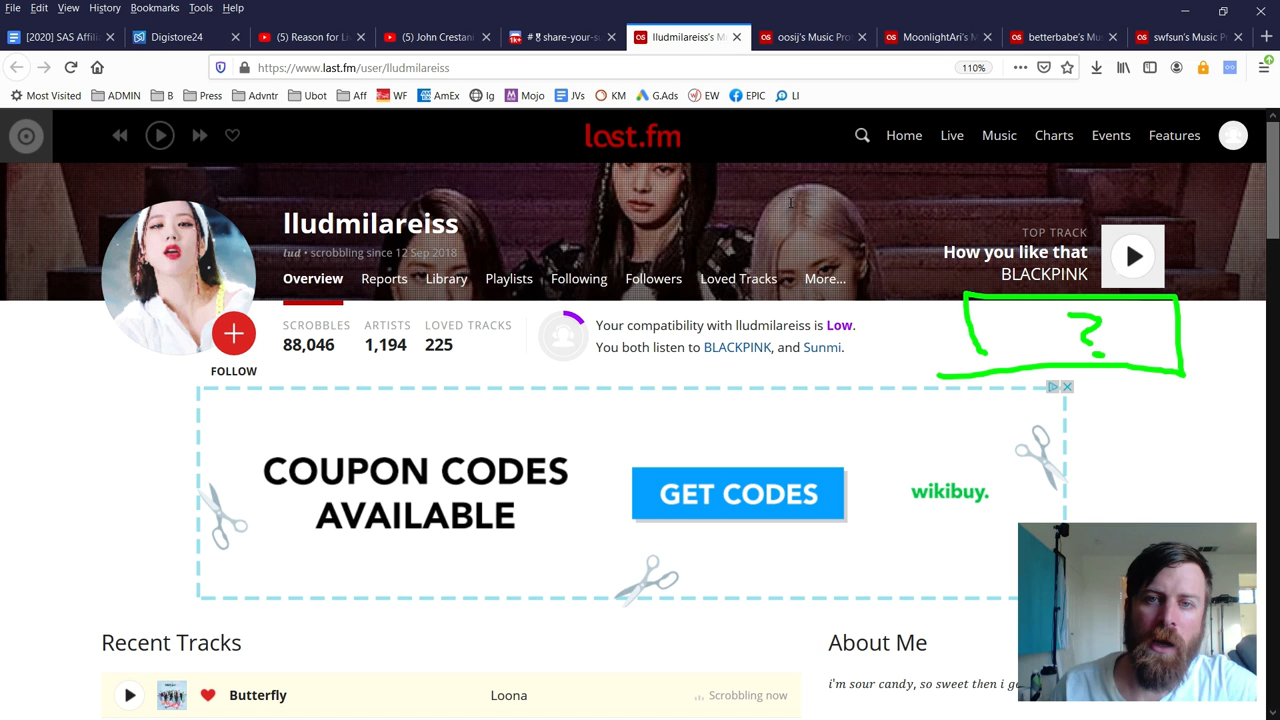 File Edit View History Bookmarks Tools Help
[2020] SAS Affili
Digistore24
(5) Reason for Li
(5) John Crestani
# share-your-su
lludmilareiss's M
oosij's Music Pro
MoonlightAri's M
betterbabe's Mus
swfsun's Music P
https://www.last.fm/user/lludmilareiss
110%
Most Visited ADMIN B Press Advntr Ubot Aff WF AmEx Ig Mojo JVs KM G.Ads EW EPIC LI
last.fm
Home Live Music Charts Events Features
lludmilareiss
lud • scrobbling since 12 Sep 2018
Overview Reports Library Playlists Following Followers Loved Tracks More...
TOP TRACK
How you like that
BLACKPINK
?
SCROBBLES ARTISTS LOVED TRACKS
88,046 1,194 225
Your compatibility with lludmilareiss is Low.
You both listen to BLACKPINK, and Sunmi.
FOLLOW
COUPON CODES
AVAILABLE
GET CODES
wikibuy.
Recent Tracks
Butterfly Loona Scrobbling now
About Me
i'm sour candy, so sweet then i g